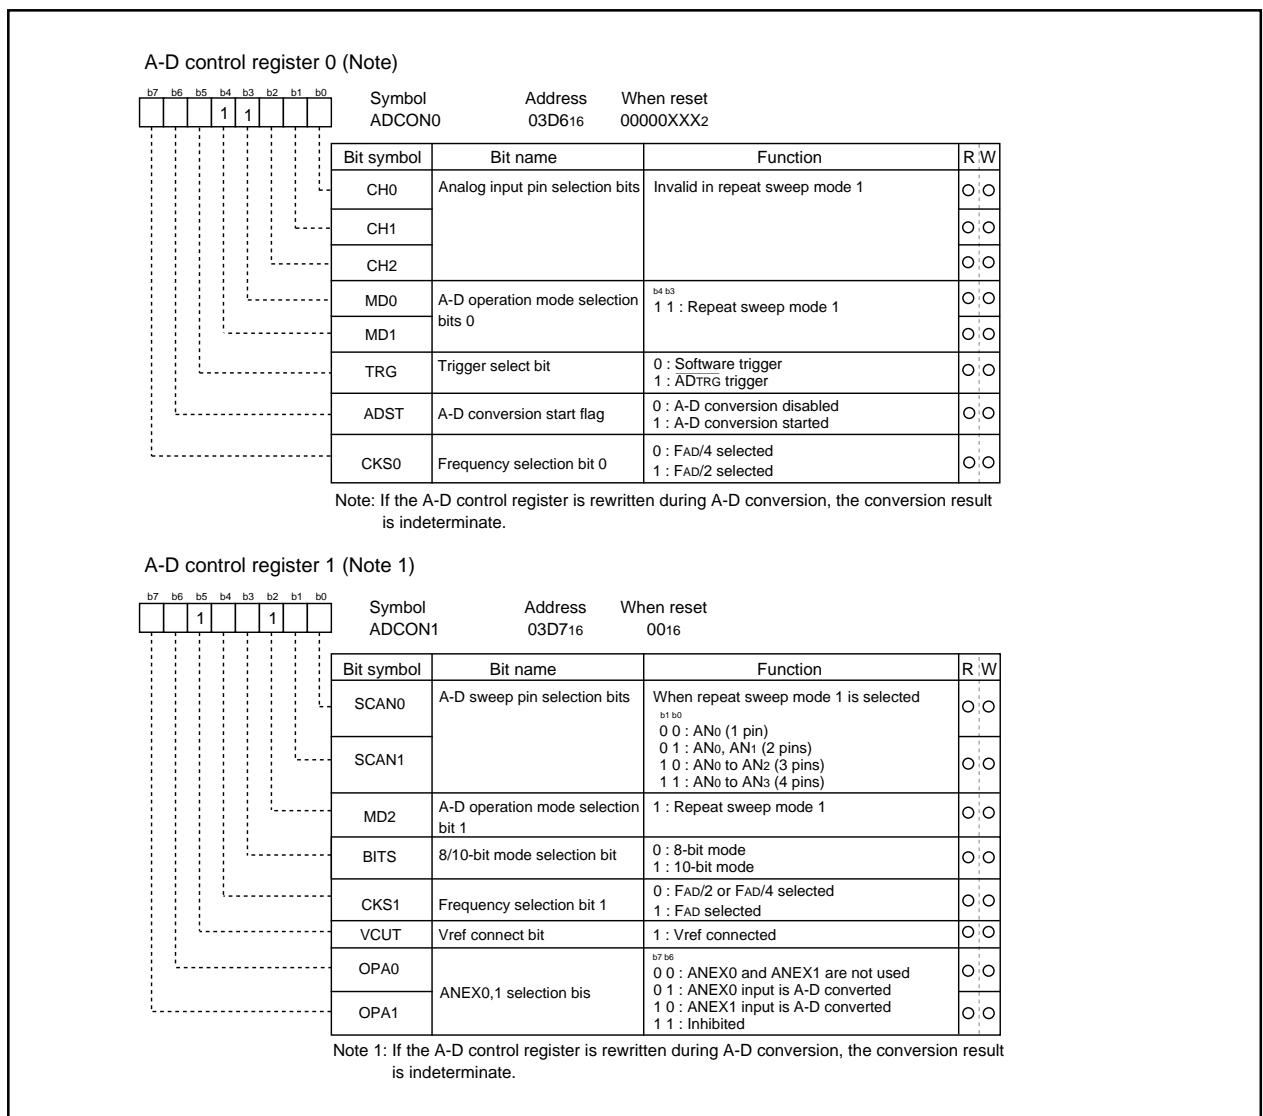 A-D control register 0 (Note)
b7 b6 b5 b4 b3 b2 b1 b0
1 1
Symbol Address When reset
ADCON0 03D616 00000XXX2
Bit symbol Bit name Function R W
CH0 Analog input pin selection bits Invalid in repeat sweep mode 1
CH1
CH2
MD0 A-D operation mode selection bits 0
b4 b3
1 1 : Repeat sweep mode 1
MD1
TRG Trigger select bit
0 : Software trigger
1 : ADTRG trigger
ADST A-D conversion start flag
0 : A-D conversion disabled
1 : A-D conversion started
CKS0 Frequency selection bit 0
0 : FAD/4 selected
1 : FAD/2 selected
Note: If the A-D control register is rewritten during A-D conversion, the conversion result
is indeterminate.
A-D control register 1 (Note 1)
b7 b6 b5 b4 b3 b2 b1 b0
1 1
Symbol Address When reset
ADCON1 03D716 0016
Bit symbol Bit name Function R W
SCAN0 A-D sweep pin selection bits When repeat sweep mode 1 is selected
b1 b0
0 0 : AN0 (1 pin)
0 1 : AN0, AN1 (2 pins)
1 0 : AN0 to AN2 (3 pins)
1 1 : AN0 to AN3 (4 pins)
SCAN1
MD2 A-D operation mode selection bit 1
1 : Repeat sweep mode 1
BITS 8/10-bit mode selection bit
0 : 8-bit mode
1 : 10-bit mode
CKS1 Frequency selection bit 1
0 : FAD/2 or FAD/4 selected
1 : FAD selected
VCUT Vref connect bit 1 : Vref connected
OPA0 ANEX0,1 selection bis
b7 b6
0 0 : ANEX0 and ANEX1 are not used
0 1 : ANEX0 input is A-D converted
1 0 : ANEX1 input is A-D converted
1 1 : Inhibited
OPA1
Note 1: If the A-D control register is rewritten during A-D conversion, the conversion result
is indeterminate.